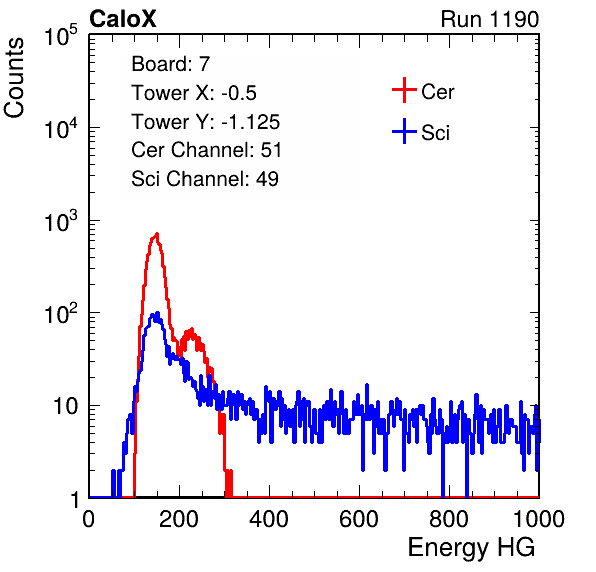 CaloX Run 1190
Counts
10^5
10^4
10^3
10^2
10
1
Board: 7
Tower X: -0.5
Tower Y: -1.125
Cer Channel: 51
Sci Channel: 49
Cer
Sci
0 200 400 600 800 1000
Energy HG